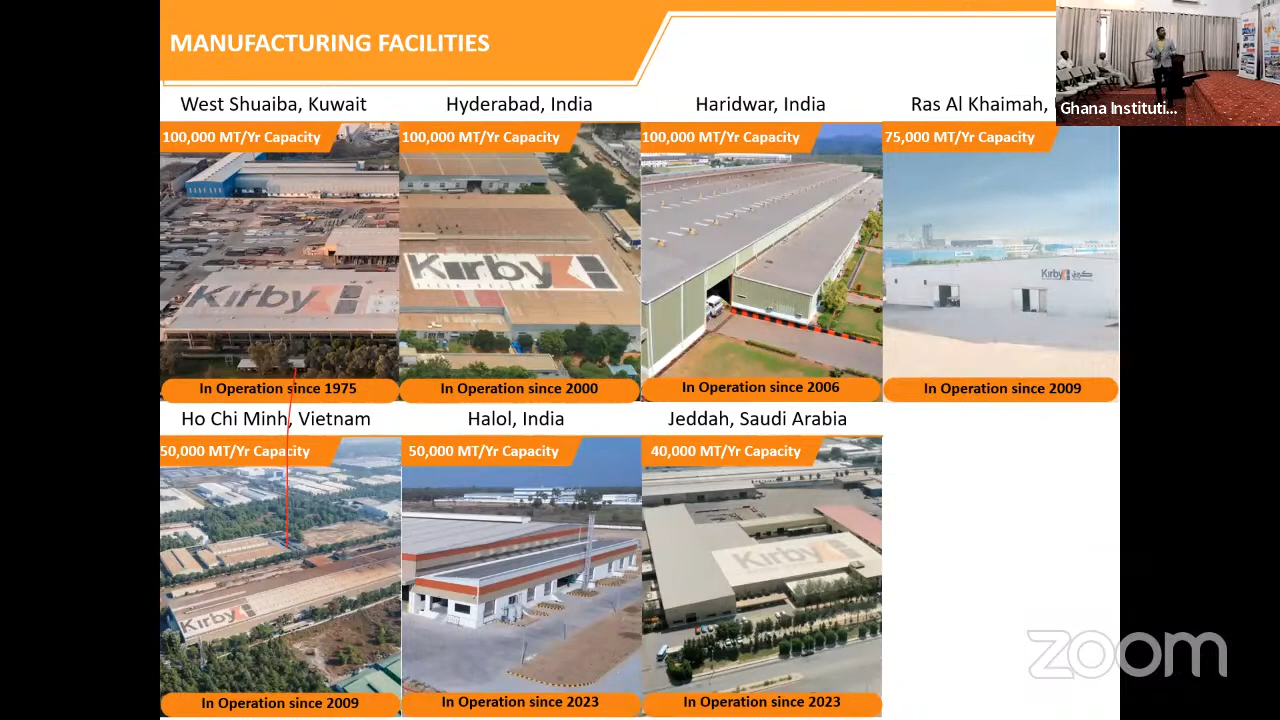 MANUFACTURING FACILITIES
Ghana Instituti...
West Shuaiba, Kuwait
Hyderabad, India
Haridwar, India
Ras Al Khaimah,
100,000 MT/Yr Capacity
100,000 MT/Yr Capacity
100,000 MT/Yr Capacity
75,000 MT/Yr Capacity
Kirby
Kirby
Kirby كيربي
In Operation since 1975
In Operation since 2000
In Operation since 2006
In Operation since 2009
Ho Chi Minh, Vietnam
Halol, India
Jeddah, Saudi Arabia
50,000 MT/Yr Capacity
50,000 MT/Yr Capacity
40,000 MT/Yr Capacity
Kirby
Kirby
In Operation since 2009
In Operation since 2023
In Operation since 2023
zoom